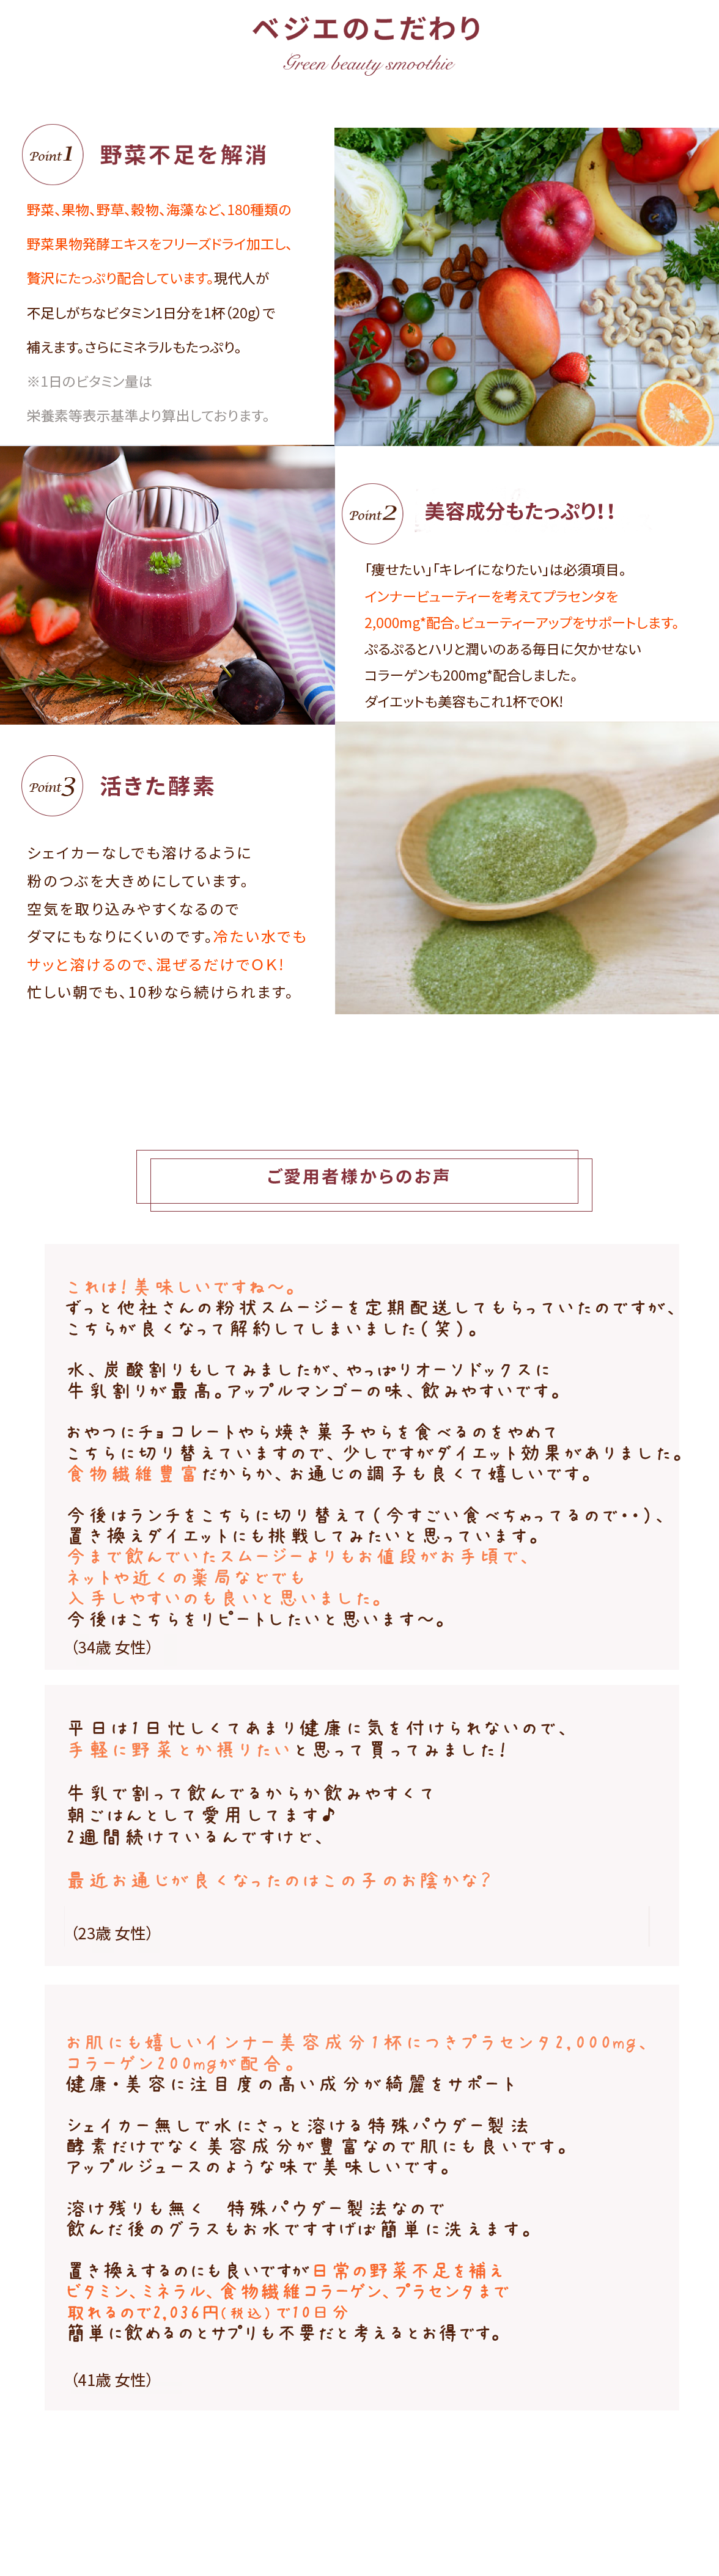 ベジエのこだわり
Green beauty smoothie
Point1 野菜不足を解消
野菜、果物、野草、穀物、海藻など、180種類の
野菜果物発酵エキスをフリーズドライ加工し、
贅沢にたっぷり配合しています。現代人が
不足しがちなビタミン1日分を1杯（20g）で
補えます。さらにミネラルもたっぷり。
※1日のビタミン量は
栄養素等表示基準より算出しております。
Point2 美容成分もたっぷり！！
「痩せたい」「キレイになりたい」は必須項目。
インナービューティーを考えてプラセンタを
2,000mg*配合。ビューティーアップをサポートします。
ぷるぷるとハリと潤いのある毎日に欠かせない
コラーゲンも200mg*配合しました。
ダイエットも美容もこれ1杯でOK!
Point3 活きた酵素
シェイカーなしでも溶けるように
粉のつぶを大きめにしています。
空気を取り込みやすくなるので
ダマにもなりにくいのです。冷たい水でも
サッと溶けるので、混ぜるだけでＯＫ!
忙しい朝でも、10秒なら続けられます。
ご愛用者様からのお声
これは！美味しいですね〜。
ずっと他社さんの粉状スムージーを定期配送してもらっていたのですが、
こちらが良くなって解約してしまいました（笑）。
水、炭酸割りもしてみましたが、やっぱりオーソドックスに
牛乳割りが最高。アップルマンゴーの味、飲みやすいです。
おやつにチョコレートやら焼き菓子やらを食べるのをやめて
こちらに切り替えていますので、少しですがダイエット効果がありました。
食物繊維豊富だからか、お通じの調子も良くて嬉しいです。
今後はランチをこちらに切り替えて（今すごい食べちゃってるので・・）、
置き換えダイエットにも挑戦してみたいと思っています。
今まで飲んでいたスムージーよりもお値段がお手頃で、
ネットや近くの薬局などでも
入手しやすいのも良いと思いました。
今後はこちらをリピートしたいと思います〜。
（34歳 女性）
平日は1日忙しくてあまり健康に気を付けられないので、
手軽に野菜とか摂りたいと思って買ってみました！
牛乳で割って飲んでるからか飲みやすくて
朝ごはんとして愛用してます♪
2週間続けているんですけど、
最近お通じが良くなったのはこの子のお陰かな？
（23歳 女性）
お肌にも嬉しいインナー美容成分1杯につきプラセンタ2,000mg、
コラーゲン200mgが配合。
健康・美容に注目度の高い成分が綺麗をサポート
シェイカー無しで水にさっと溶ける特殊パウダー製法
酵素だけでなく美容成分が豊富なので肌にも良いです。
アップルジュースのような味で美味しいです。
溶け残りも無く　特殊パウダー製法なので
飲んだ後のグラスもお水ですすげば簡単に洗えます。
置き換えするのにも良いですが日常の野菜不足を補え
ビタミン、ミネラル、食物繊維コラーゲン、プラセンタまで
取れるので2,036円（税込）で10日分
簡単に飲めるのとサプリも不要だと考えるとお得です。
（41歳 女性）